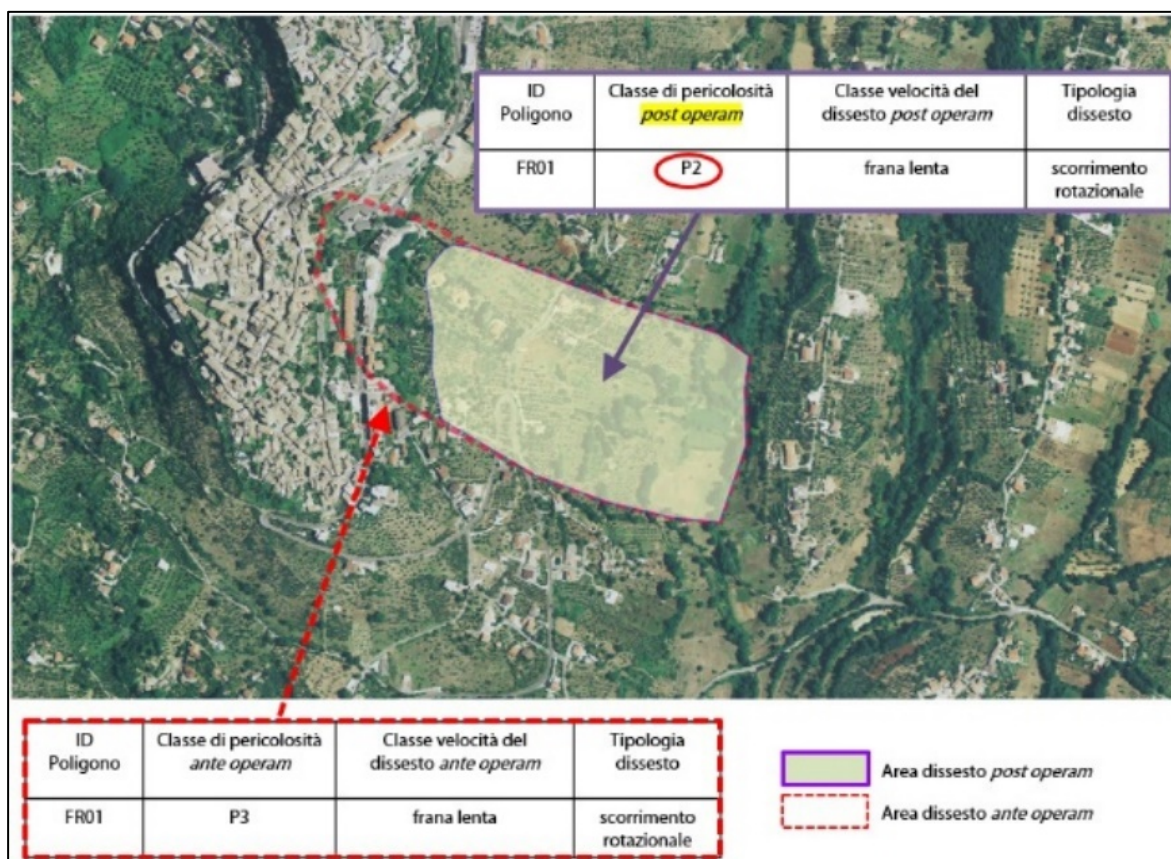 ID Poligono | Classe di pericolosità post operam | Classe velocità del dissesto post operam | Tipologia dissesto
FR01 | P2 | frana lenta | scorrimento rotazionale
ID Poligono | Classe di pericolosità ante operam | Classe velocità del dissesto ante operam | Tipologia dissesto
FR01 | P3 | frana lenta | scorrimento rotazionale
Area dissesto post operam
Area dissesto ante operam